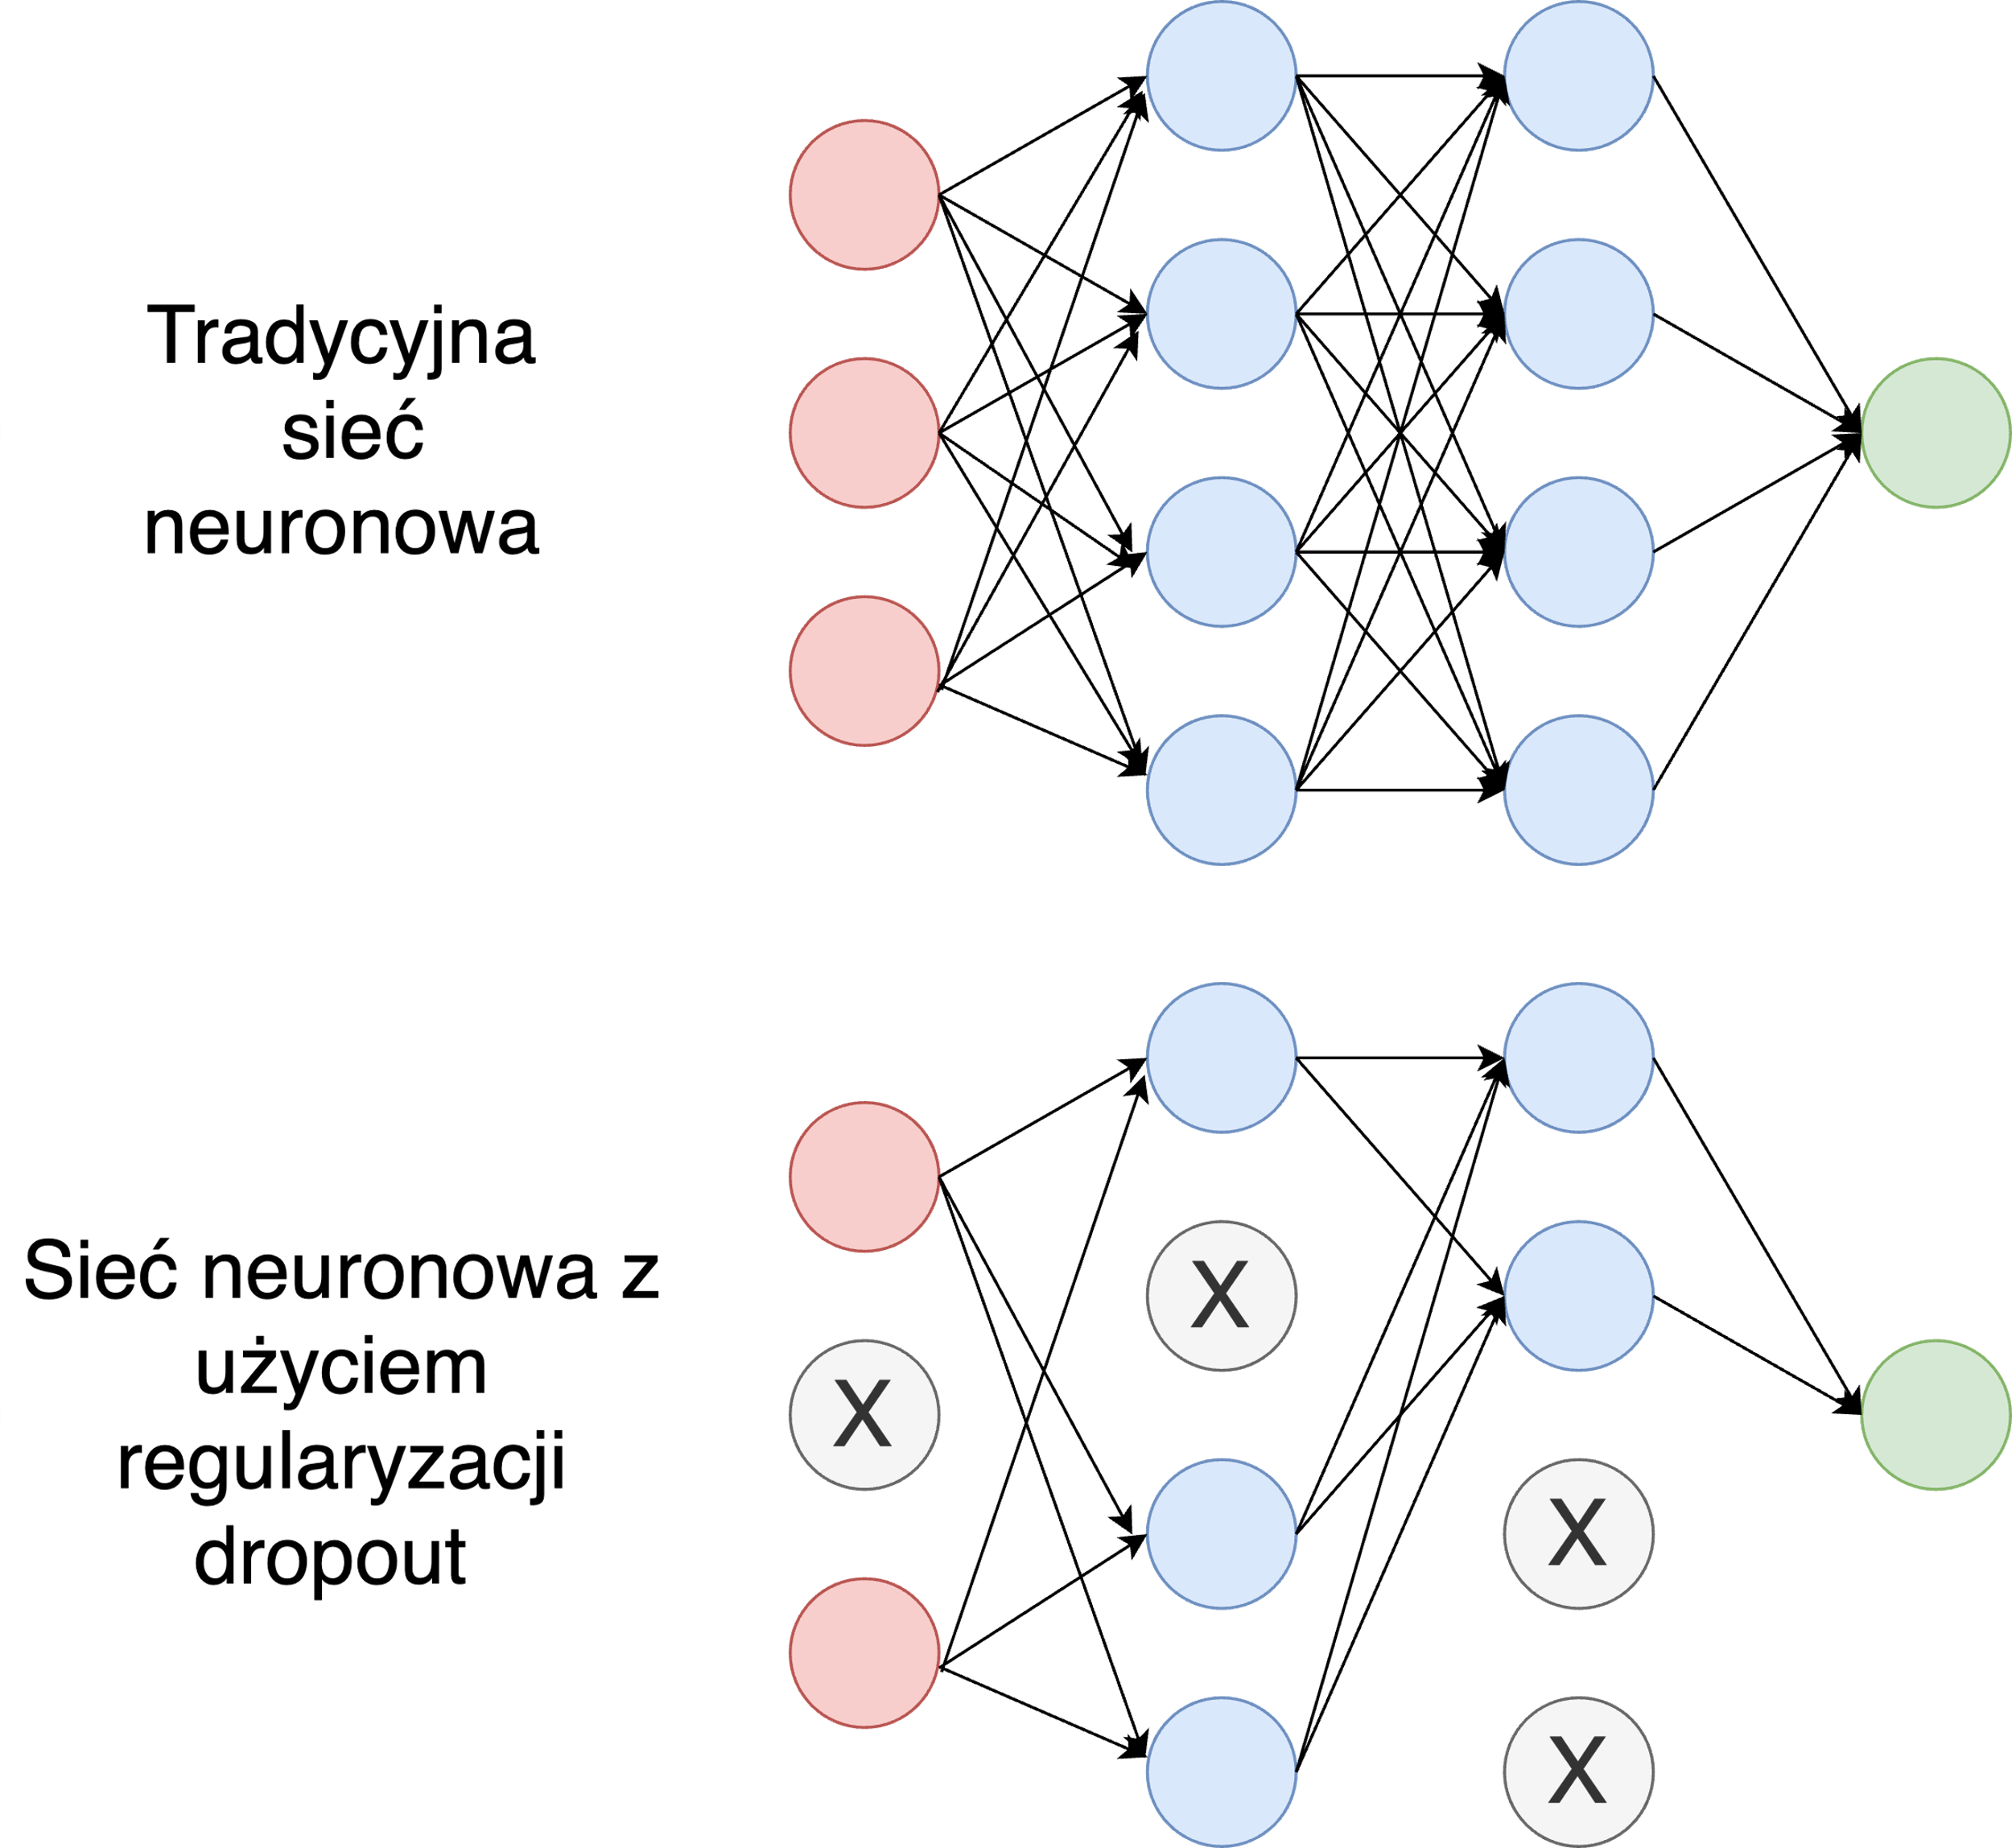 Tradycyjna
sieć
neuronowa
Sieć neuronowa z
użyciem
regularyzacji
dropout
X
X
X
X